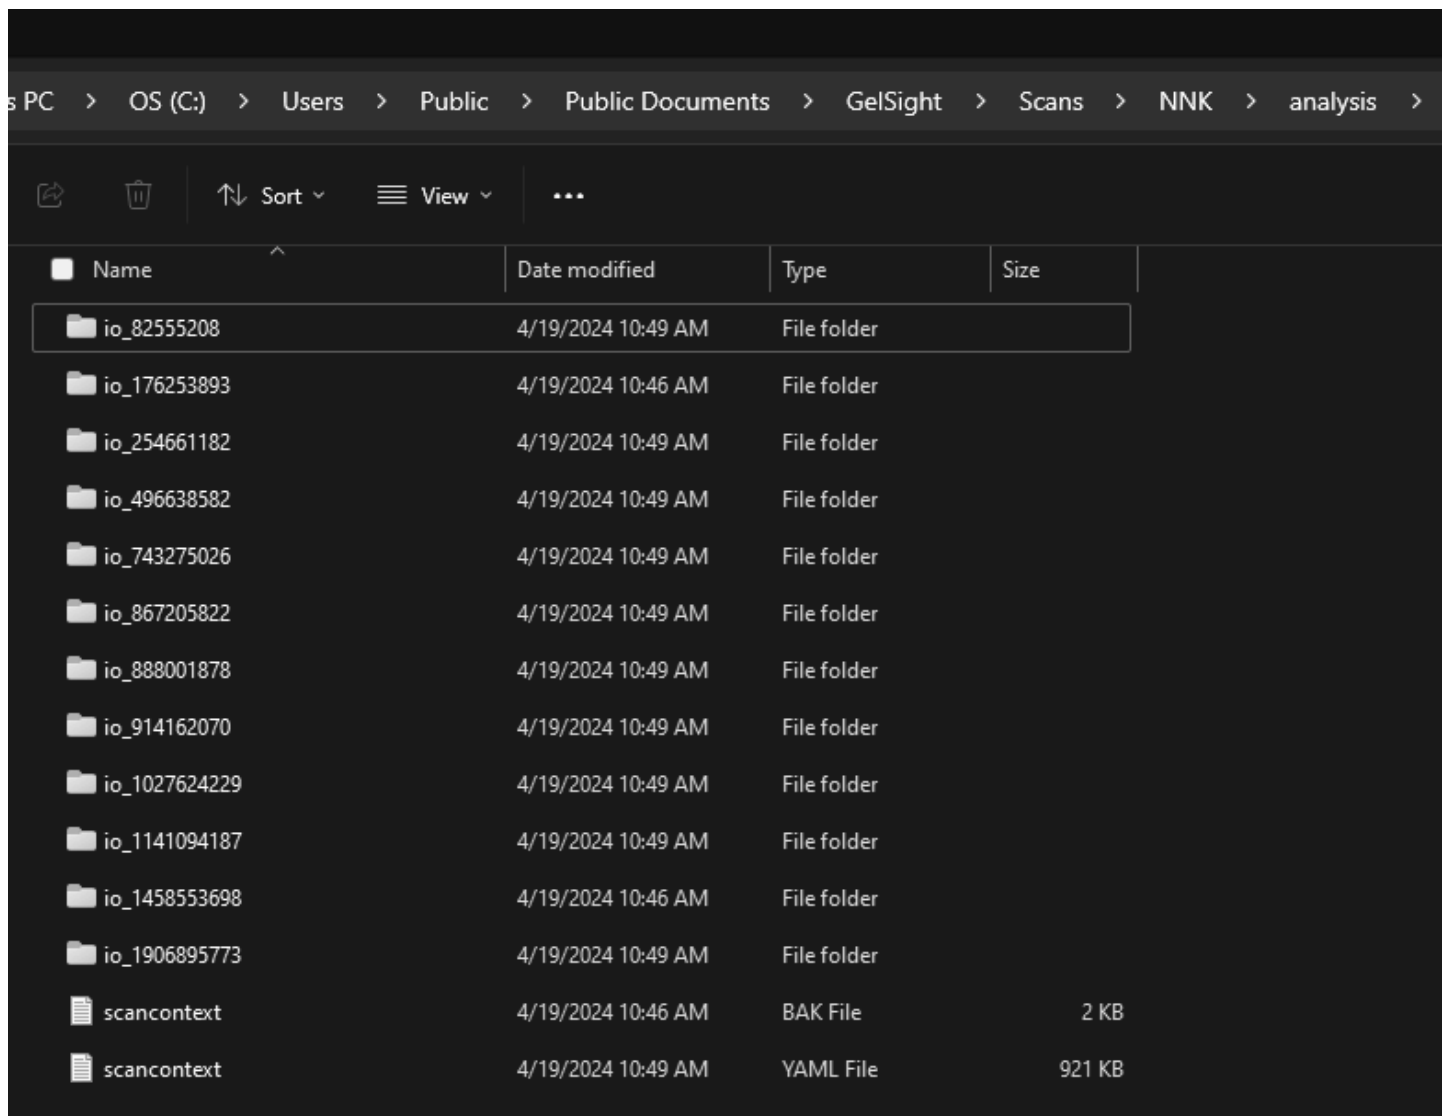 s PC > OS (C:) > Users > Public > Public Documents > GelSight > Scans > NNK > analysis >
Sort View •••
Name Date modified Type Size
io_82555208 4/19/2024 10:49 AM File folder
io_176253893 4/19/2024 10:46 AM File folder
io_254661182 4/19/2024 10:49 AM File folder
io_496638582 4/19/2024 10:49 AM File folder
io_743275026 4/19/2024 10:49 AM File folder
io_867205822 4/19/2024 10:49 AM File folder
io_888001878 4/19/2024 10:49 AM File folder
io_914162070 4/19/2024 10:49 AM File folder
io_1027624229 4/19/2024 10:49 AM File folder
io_1141094187 4/19/2024 10:49 AM File folder
io_1458553698 4/19/2024 10:46 AM File folder
io_1906895773 4/19/2024 10:49 AM File folder
scancontext 4/19/2024 10:46 AM BAK File 2 KB
scancontext 4/19/2024 10:49 AM YAML File 921 KB